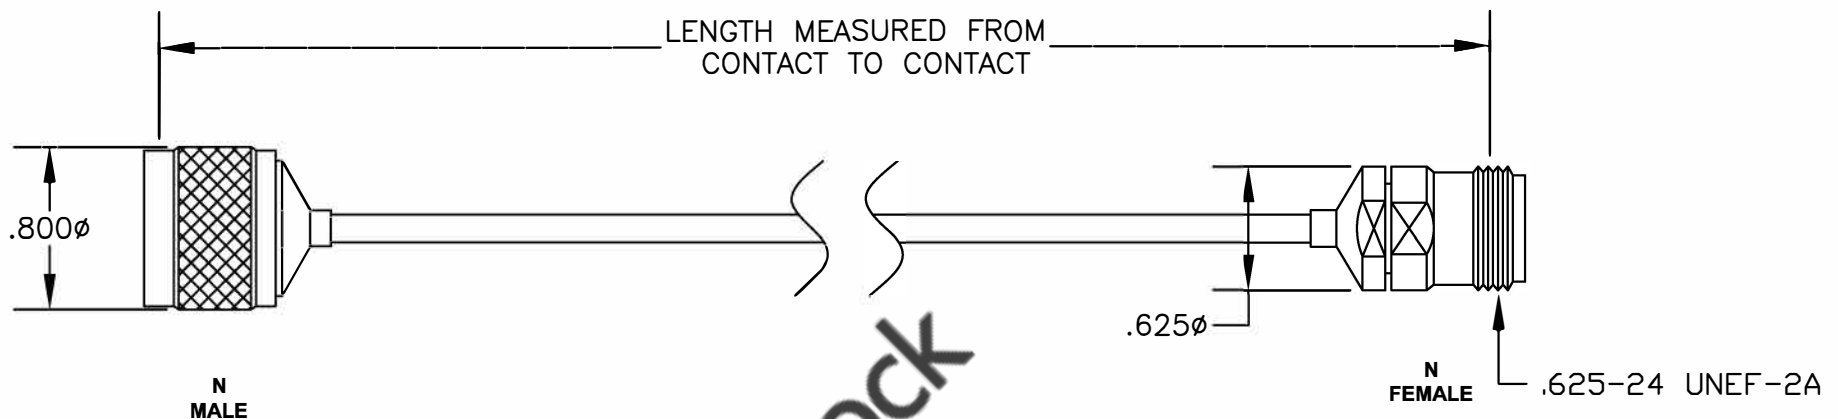 LENGTH MEASURED FROM
CONTACT TO CONTACT
.800ø
.625ø
N
MALE
N
FEMALE
.625-24 UNEF-2A